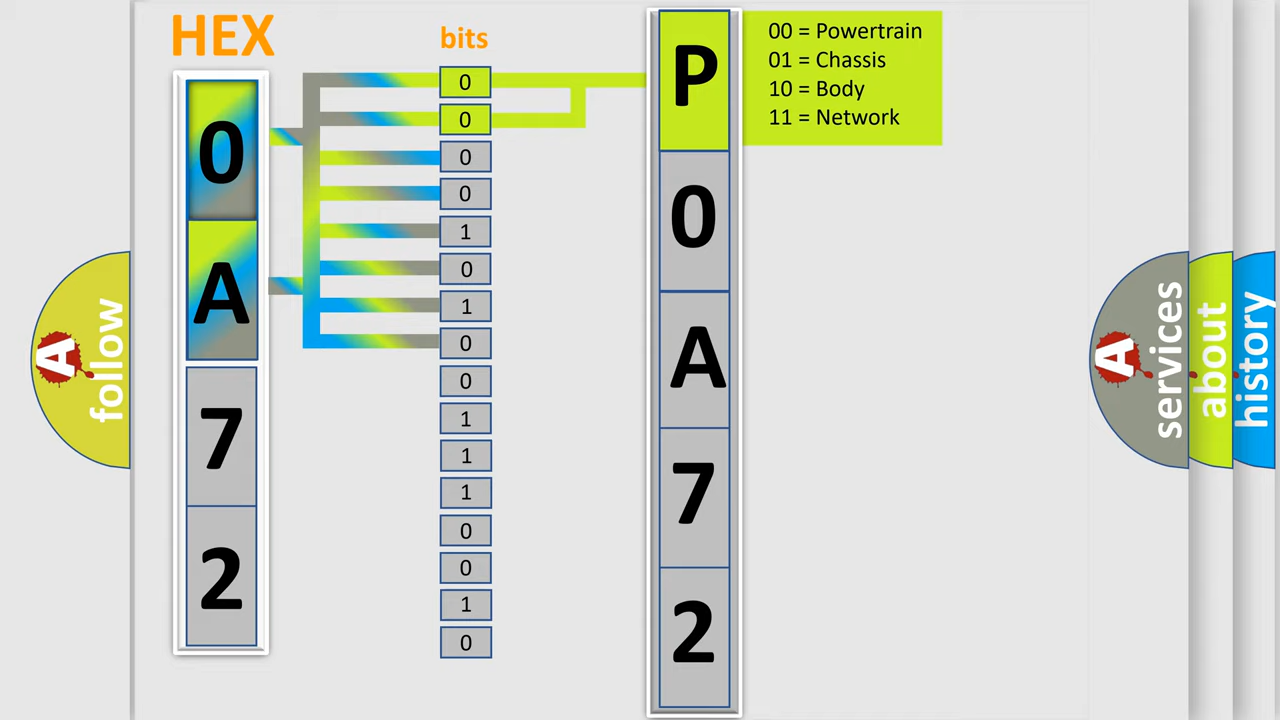 HEX
0
A
7
2
bits
0
0
0
0
1
0
1
0
0
1
1
1
0
0
1
0
P
0
A
7
2
00 = Powertrain
01 = Chassis
10 = Body
11 = Network
A
follow
A
services
about
history